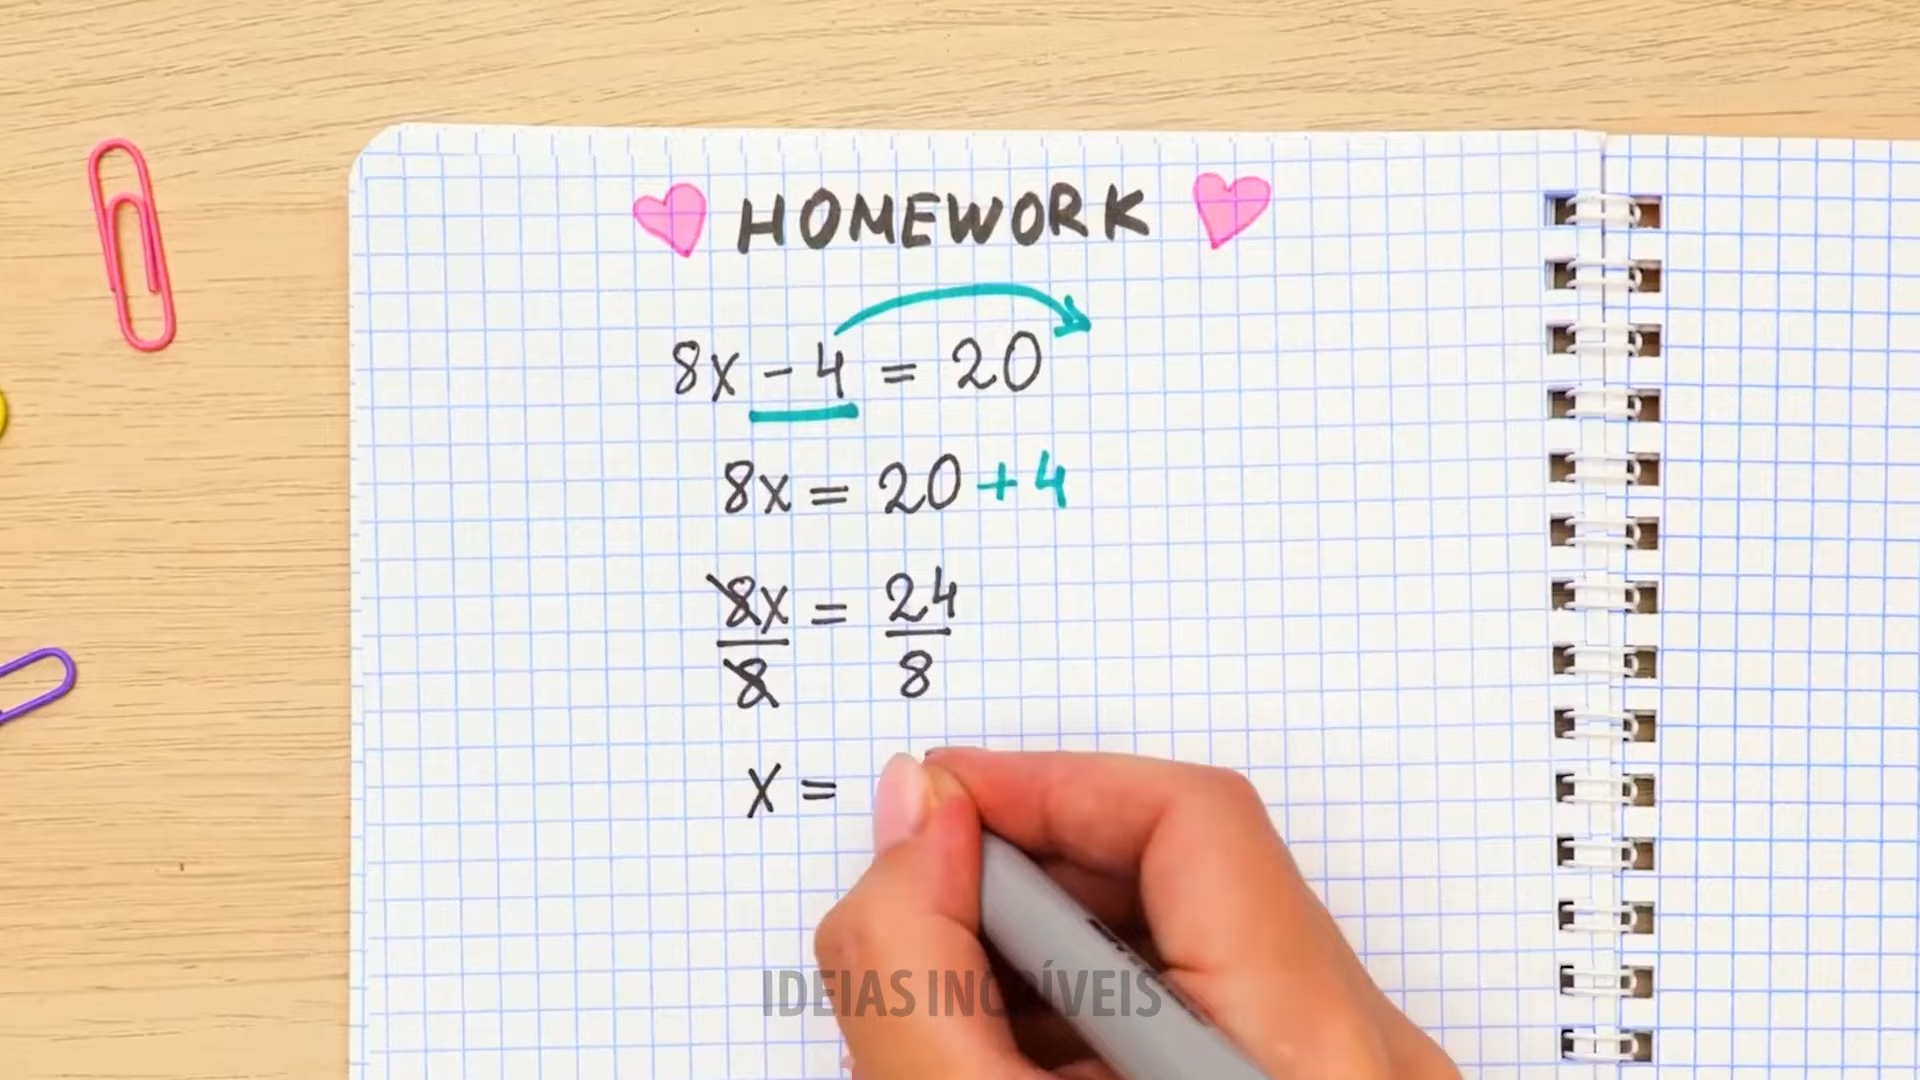 HOMEWORK
8x - 4 = 20
8x = 20 + 4
8x/8 = 24/8
x =
IDEIAS INCRÍVEIS